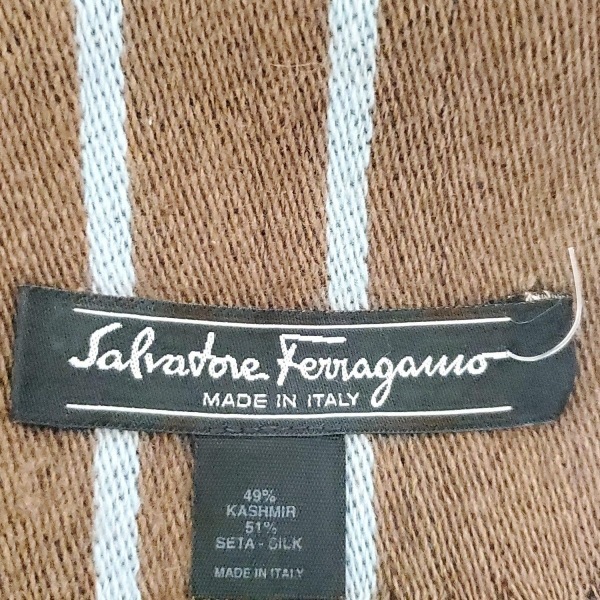 Salvatore Ferragamo
MADE IN ITALY
49%
KASHMIR
51%
SETA - SILK
MADE IN ITALY